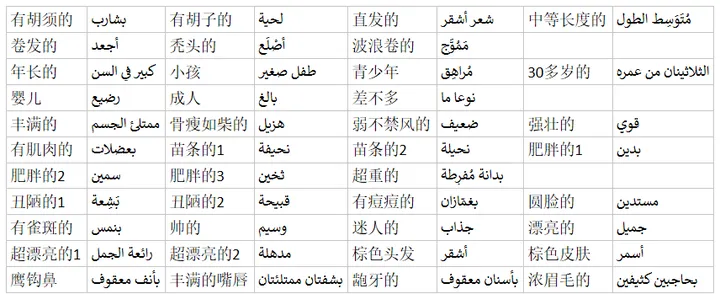 有胡须的 بشارب 有胡子的 لحية 直发的 شعر أشقر 中等长度的 مُتَوَسِط الطول
卷发的 أجعد 秃头的 أصْلَع 波浪卷的 مَمُوَّج
年长的 كبير في السن 小孩 طفل صغير 青少年 مُراهِق 30多岁的 الثلاثينان من عمره
婴儿 رضيع 成人 بالغ 差不多 نوعا ما
丰满的 ممتلئ الجسم 骨瘦如柴的 هزيل 弱不禁风的 ضعيف 强壮的 قوي
有肌肉的 بعضلات 苗条的1 نحيفة 苗条的2 نحيلة 肥胖的1 بدين
肥胖的2 سمين 肥胖的3 ثخين 超重的 بدانة مُفرِطة
丑陋的1 بَشِعة 丑陋的2 قبيحة 有痘痘的 بغمّازان 圆脸的 مستدين
有雀斑的 بنمس 帅的 وسيم 迷人的 جذاب 漂亮的 جميل
超漂亮的1 رائعة الجمل 超漂亮的2 مدهلة 棕色头发 أشقر 棕色皮肤 أسمر
鹰钩鼻 بأنف معقوف 丰满的嘴唇 بشفتان ممتلئتان 龅牙的 بأسنان معقوف 浓眉毛的 بحاجبين كثيفين